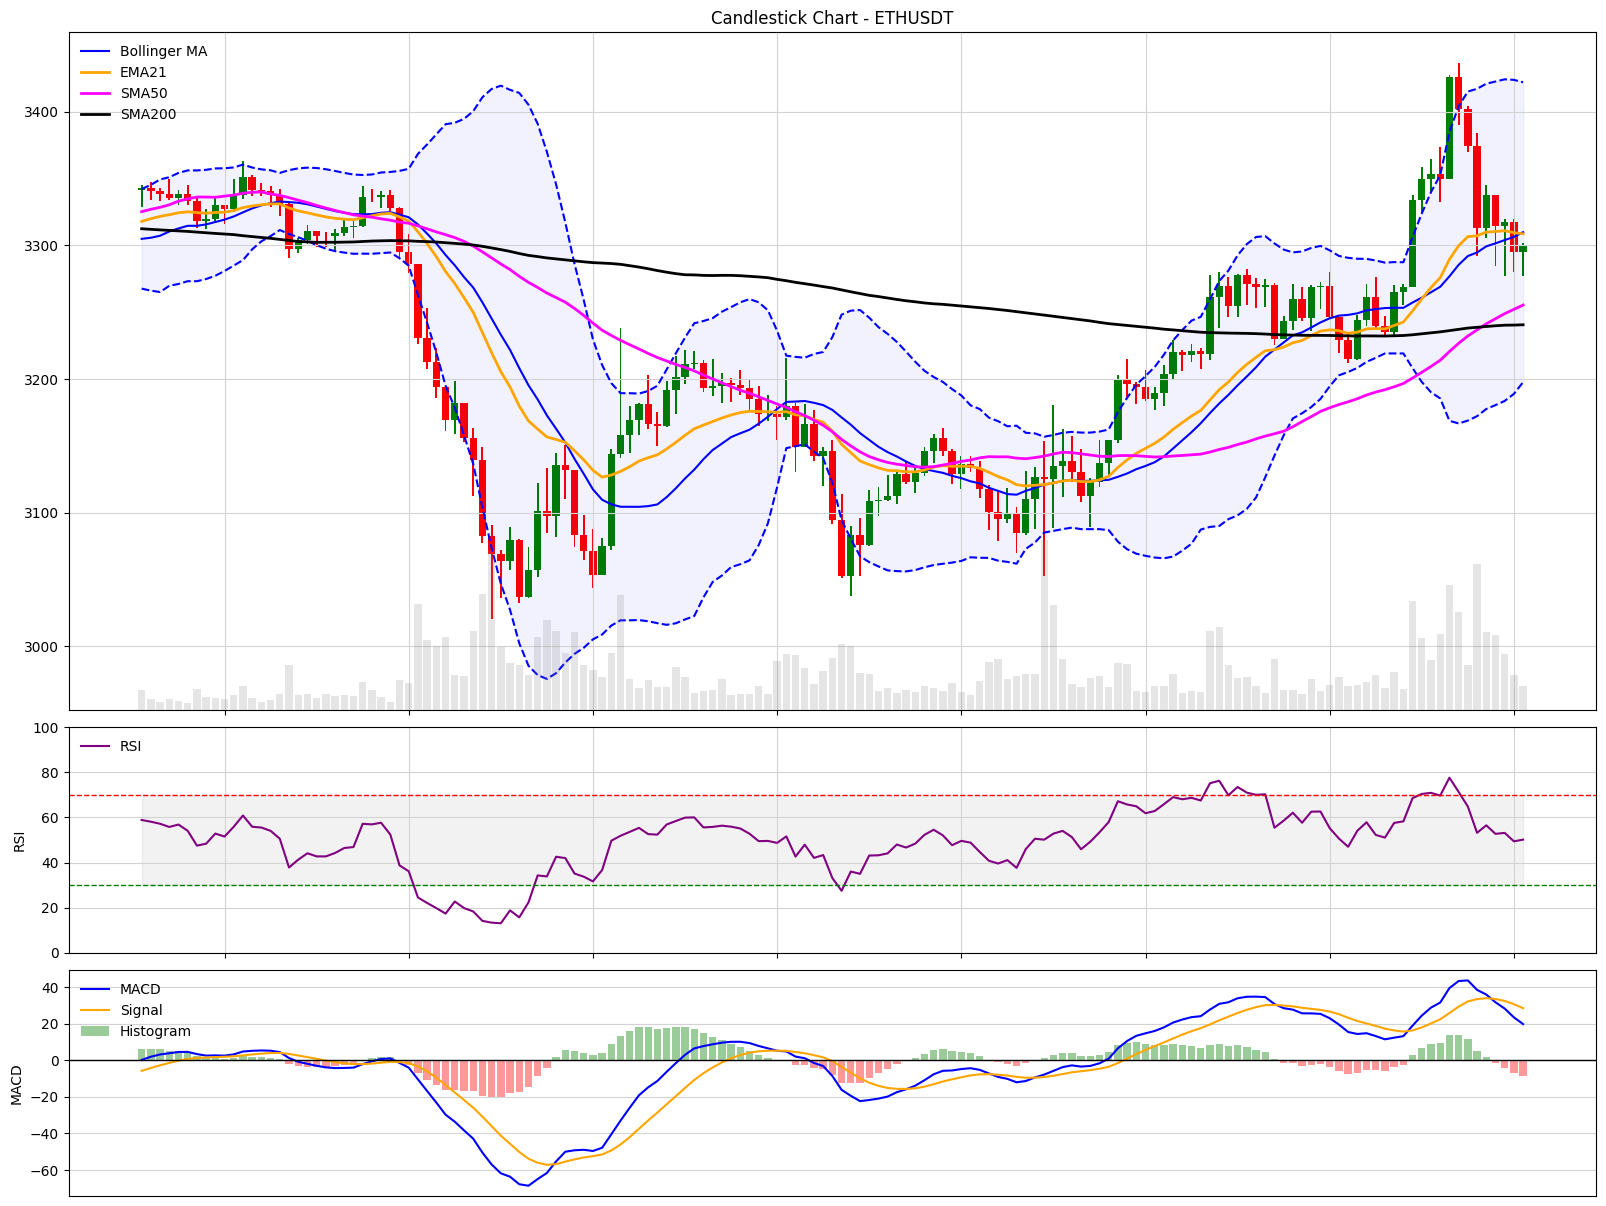 Candlestick Chart - ETHUSDT
Bollinger MA
EMA21
SMA50
SMA200
3400
3300
3200
3100
3000
RSI
100
80
60
40
20
0
RSI
MACD
Signal
Histogram
40
20
0
−20
−40
−60
MACD